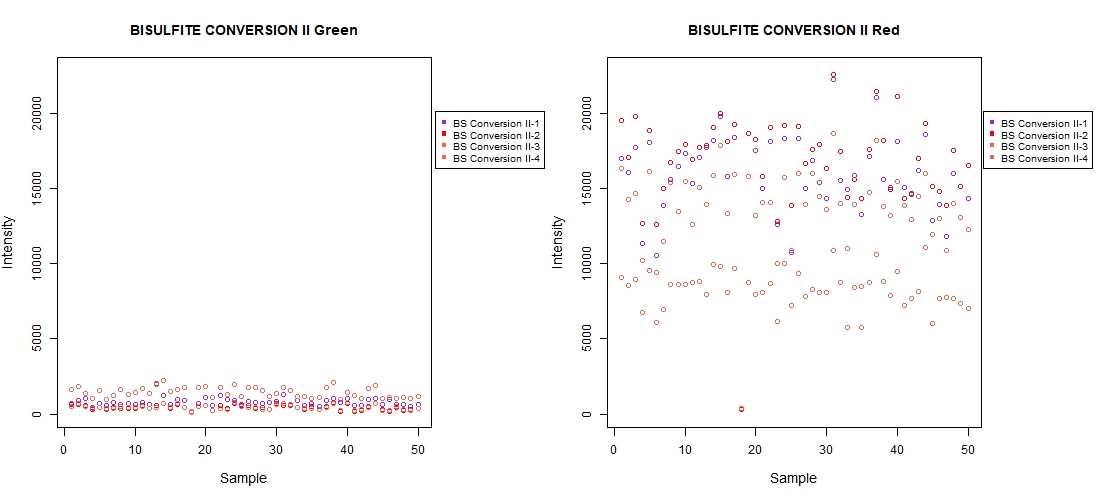 BISULFITE CONVERSION II Green
Intensity
20000
15000
10000
5000
0
0 10 20 30 40 50
Sample
BS Conversion II-1
BS Conversion II-2
BS Conversion II-3
BS Conversion II-4
BISULFITE CONVERSION II Red
Intensity
20000
15000
10000
5000
0
0 10 20 30 40 50
Sample
BS Conversion II-1
BS Conversion II-2
BS Conversion II-3
BS Conversion II-4